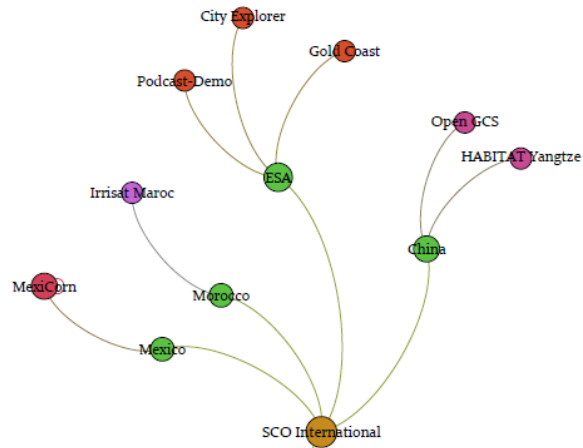 City Explorer
Gold Coast
Podcast-Demo
Open GCS
HABITAT Yangtze
ESA
Irrisat Maroc
China
MexiCorn
Morocco
Mexico
SCO International